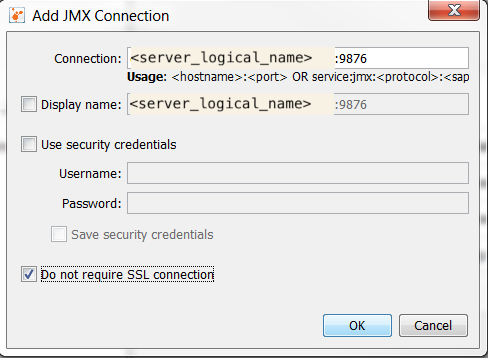 Add JMX Connection
Connection: <server_logical_name> :9876
Usage: <hostname>:<port> OR service:jmx:<protocol>:<sap
Display name: <server_logical_name> :9876
Use security credentials
Username:
Password:
Save security credentials
Do not require SSL connection
OK Cancel